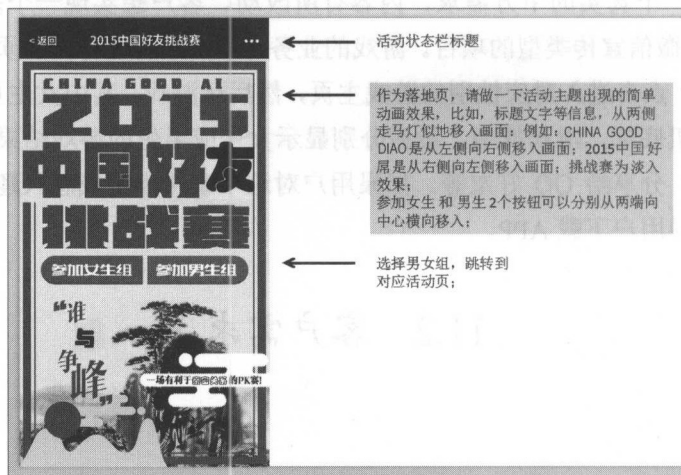 <返回 2015中国好友挑战赛 •••
活动状态栏标题
CHINA GOOD AI
2015
中国好友
挑战赛
参加女生组 参加男生组
“谁
与
争
峰”
一场有利于 的PK赛!
作为落地页，请做一下活动主题出现的简单
动画效果，比如，标题文字等信息，从两侧
走马灯似地移入画面：例如：CHINA GOOD
DIAO是从左侧向右侧移入画面；2015中国好
屌是从右侧向左侧移入画面；挑战赛为淡入
效果；
参加女生 和 男生2个按钮可以分别从两端向
中心横向移入；
选择男女组，跳转到
对应活动页；